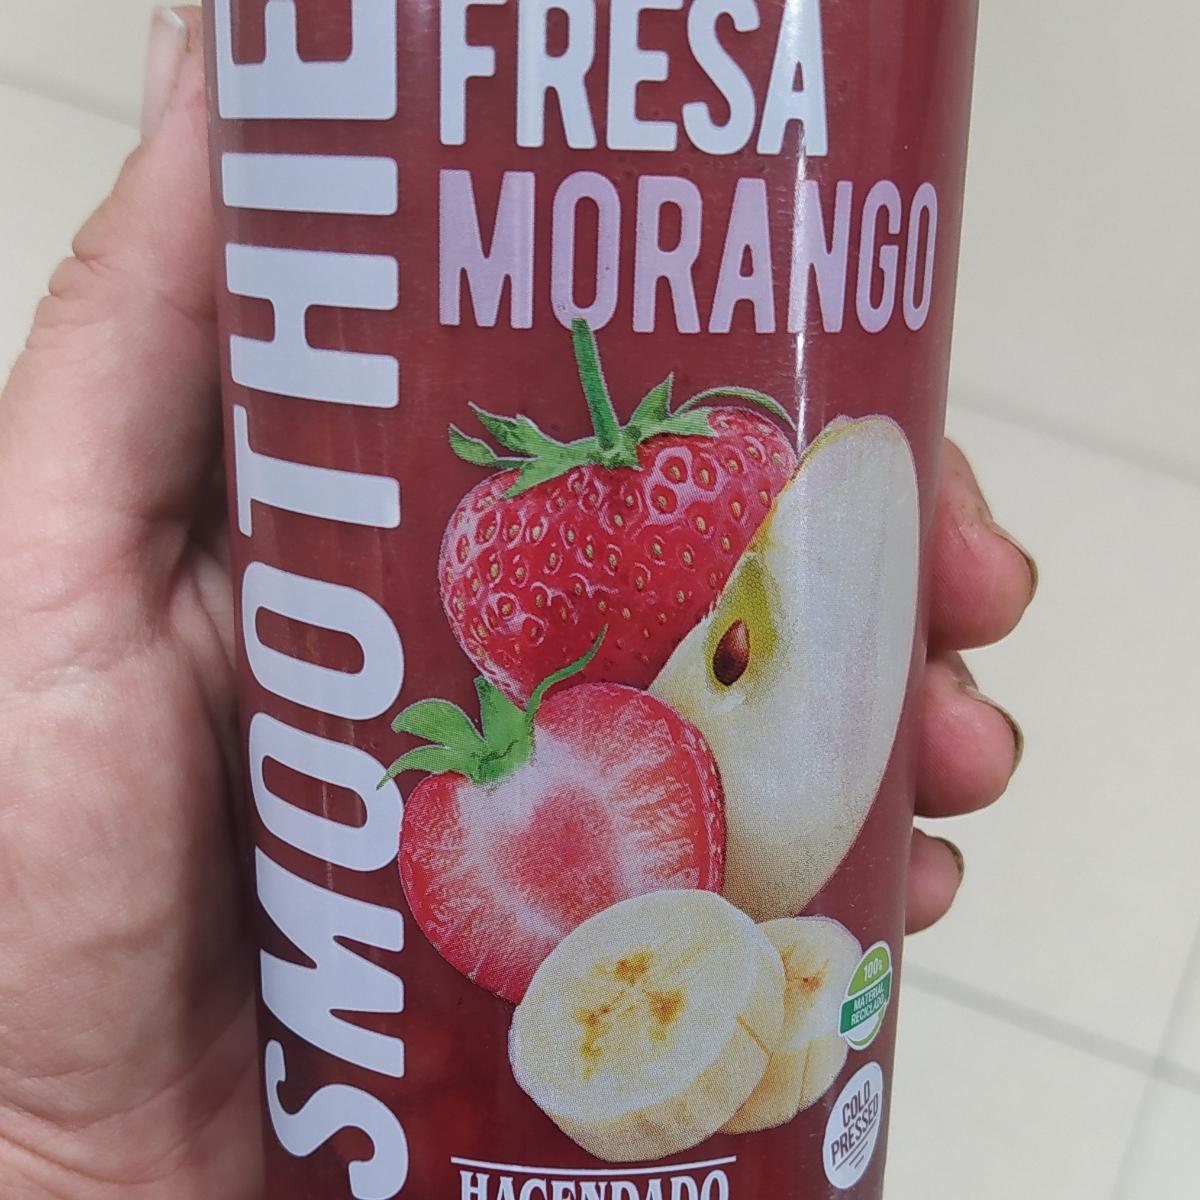 SMOOTHIE
FRESA
MORANGO
100%
MATERIAL
RECICLADO
COLD
PRESSED
HACENDADO